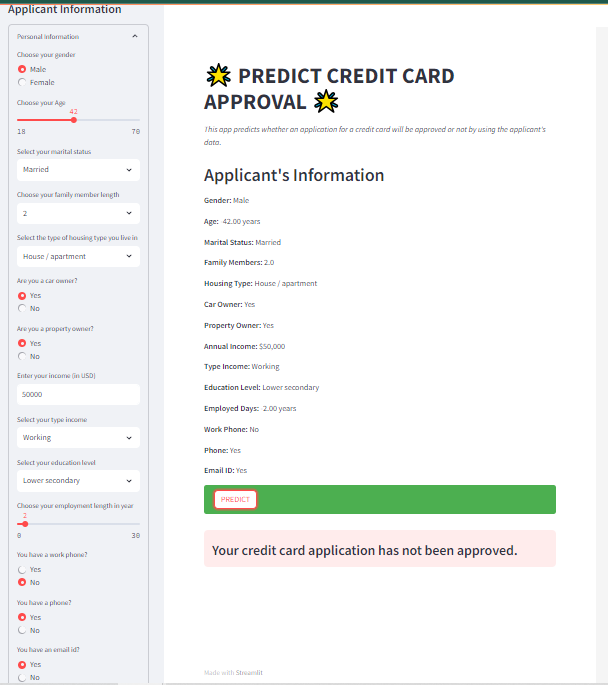 Applicant Information
Personal Information
Choose your gender
Male
Female
Choose your Age
42
18 70
Select your marital status
Married
Choose your family member length
2
Select the type of housing type you live in
House / apartment
Are you a car owner?
Yes
No
Are you a property owner?
Yes
No
Enter your income (in USD)
50000
Select your type income
Working
Select your education level
Lower secondary
Choose your employment length in year
2
0 30
You have a work phone?
Yes
No
You have a phone?
Yes
No
You have an email id?
Yes
No
PREDICT CREDIT CARD
APPROVAL
This app predicts whether an application for a credit card will be approved or not by using the applicant's
data.
Applicant's Information
Gender: Male
Age: 42.00 years
Marital Status: Married
Family Members: 2.0
Housing Type: House / apartment
Car Owner: Yes
Property Owner: Yes
Annual Income: $50,000
Type Income: Working
Education Level: Lower secondary
Employed Days: 2.00 years
Work Phone: No
Phone: Yes
Email ID: Yes
PREDICT
Your credit card application has not been approved.
Made with Streamlit